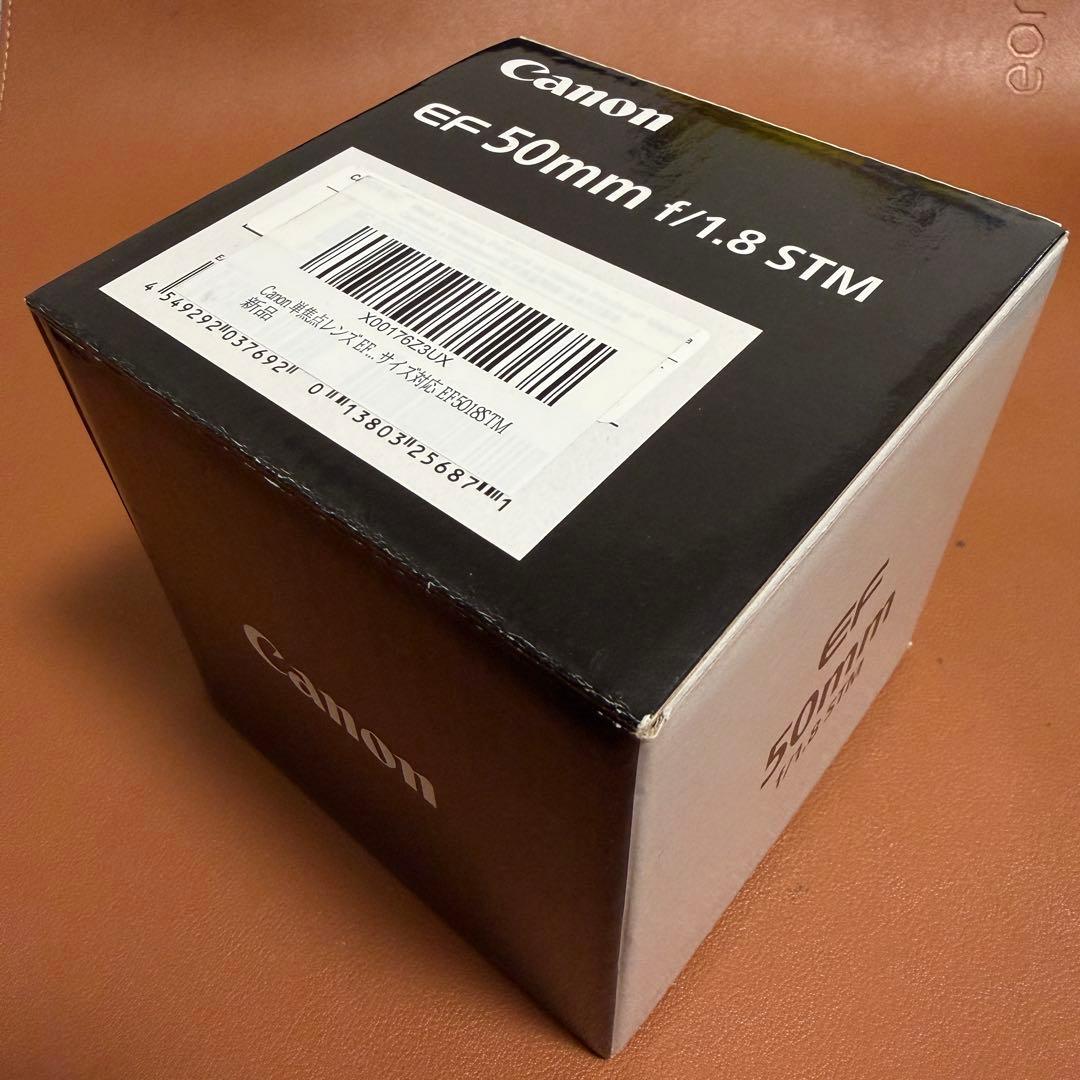 Canon
EF 50mm f/1.8 STM
X00176Z3UX
Canon 単焦点レンズ EF... サイズ対応 EF5018STM
新品
4 549292 037692
0 13803 25687 1
Canon
EF
50mm
f/1.8 STM